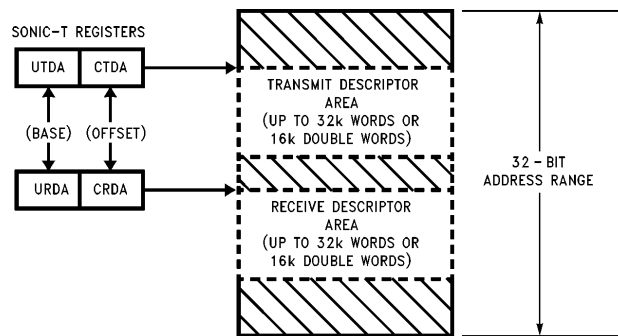 SONIC-T REGISTERS
UTDA CTDA
(BASE) (OFFSET)
URDA CRDA
TRANSMIT DESCRIPTOR
AREA
(UP TO 32k WORDS OR
16k DOUBLE WORDS)
RECEIVE DESCRIPTOR
AREA
(UP TO 32k WORDS OR
16k DOUBLE WORDS)
32-BIT
ADDRESS RANGE